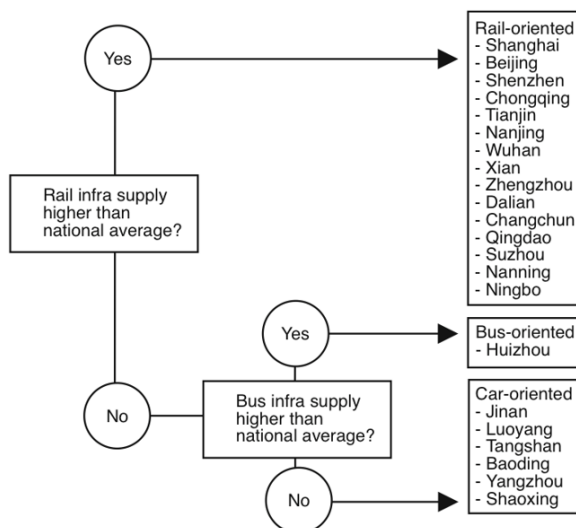 Yes
Rail infra supply
higher than
national average?
No
Yes
Bus infra supply
higher than
national average?
No
Rail-oriented
- Shanghai
- Beijing
- Shenzhen
- Chongqing
- Tianjin
- Nanjing
- Wuhan
- Xian
- Zhengzhou
- Dalian
- Changchun
- Qingdao
- Suzhou
- Nanning
- Ningbo
Bus-oriented
- Huizhou
Car-oriented
- Jinan
- Luoyang
- Tangshan
- Baoding
- Yangzhou
- Shaoxing